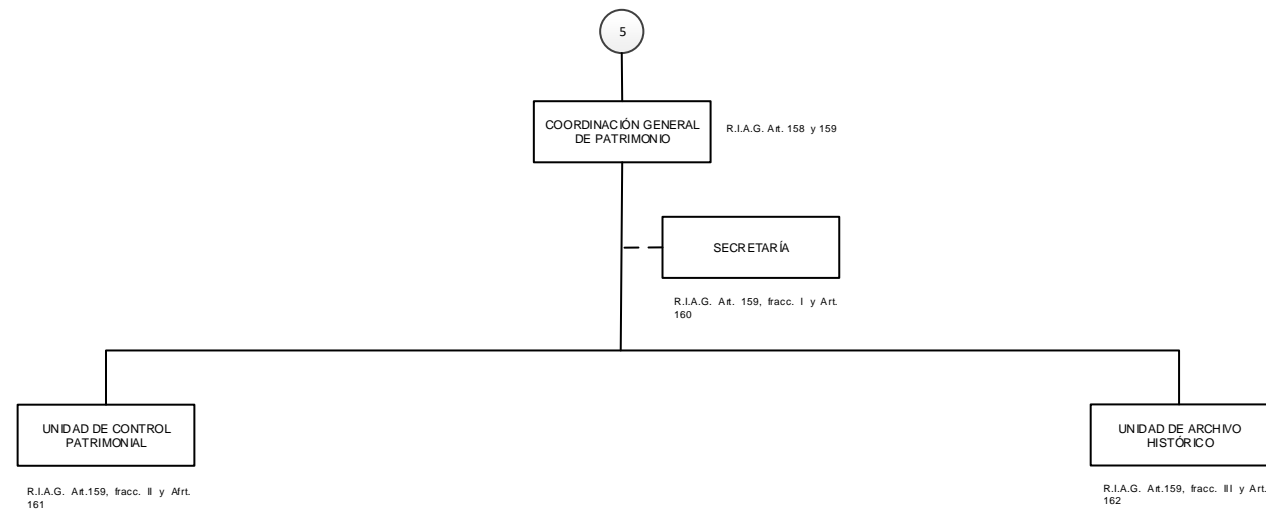 5
COORDINACIÓN GENERAL
DE PATRIMONIO
R.I.A.G. Art. 158 y 159
SECRETARÍA
R.I.A.G. Art. 159, fracc. I y Art.
160
UNIDAD DE CONTROL
PATRIMONIAL
R.I.A.G. Art.159, fracc. II y Afrt.
161
UNIDAD DE ARCHIVO
HISTÓRICO
R.I.A.G. Art.159, fracc. III y Art.
162